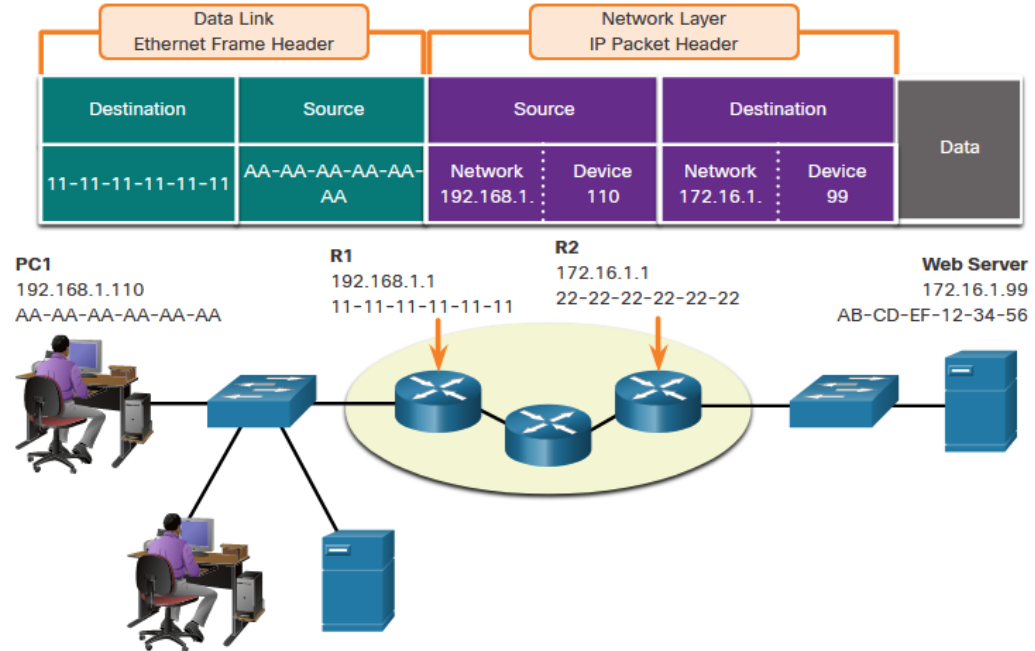 Data Link
Ethernet Frame Header
Network Layer
IP Packet Header
Destination
Source
Source
Destination
Data
11-11-11-11-11-11
AA-AA-AA-AA-AA-
AA
Network
192.168.1.
Device
110
Network
172.16.1.
Device
99
PC1
192.168.1.110
AA-AA-AA-AA-AA-AA
R1
192.168.1.1
11-11-11-11-11-11
R2
172.16.1.1
22-22-22-22-22-22
Web Server
172.16.1.99
AB-CD-EF-12-34-56